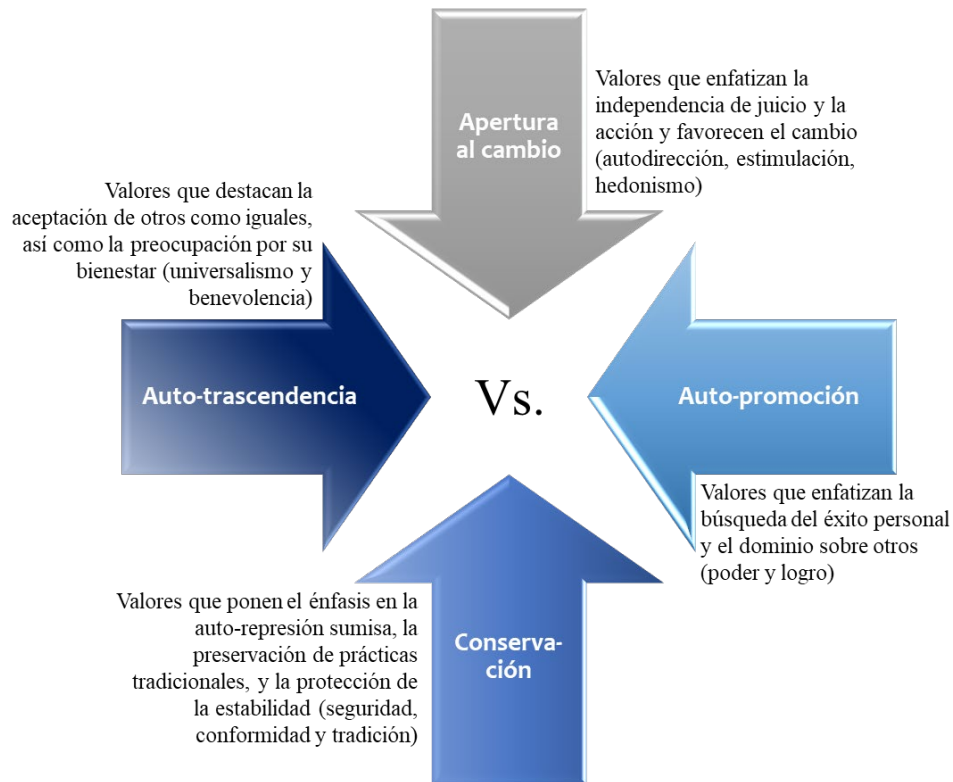 Apertura
al cambio
Valores que enfatizan la
independencia de juicio y la
acción y favorecen el cambio
(autodirección, estimulación,
hedonismo)
Valores que destacan la
aceptación de otros como iguales,
así como la preocupación por su
bienestar (universalismo y
benevolencia)
Auto-trascendencia
Vs.
Auto-promoción
Valores que enfatizan la
búsqueda del éxito personal
y el dominio sobre otros
(poder y logro)
Valores que ponen el énfasis en la
auto-represión sumisa, la
preservación de prácticas
tradicionales, y la protección de
la estabilidad (seguridad,
conformidad y tradición)
Conserva-
ción